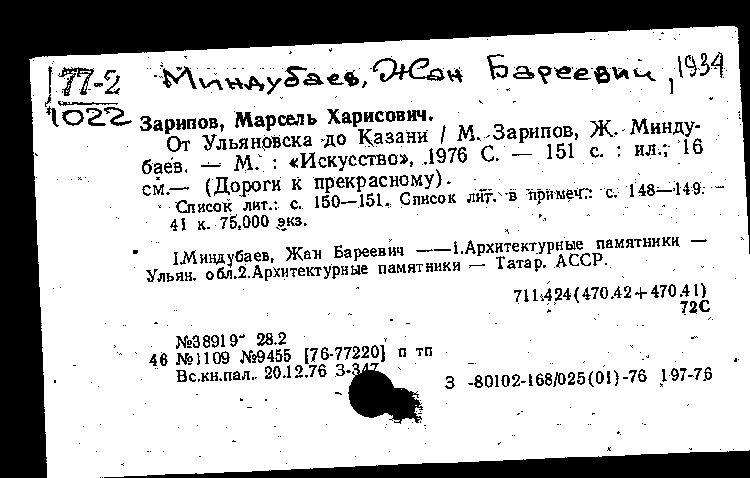 77-2 Миндубаев, Жан Бареевич, 1934
1022
Зарипов, Марсель Харисович.
От Ульяновска до Казани / М. Зарипов, Ж. Минду-
баев. — М. : «Искусство», 1976 С. — 151 с. : ил.; 16
см.— (Дороги к прекрасному).
Список лит.: с. 150—151. Список лит. в примеч.: с. 148—149. -
41 к. 75,000 экз.
1.Миндубаев, Жан Бареевич ——1.Архитектурные памятники —
Ульян. обл.2.Архитектурные памятники — Татар. АССР.
711.424(470.42+470.41)
72С
№38919 28.2
46 №1109 №9455 [76-77220] п тп
Вс.кн.пал. 20.12.76 З-347
З -80102-168/025(01)-76 197-76